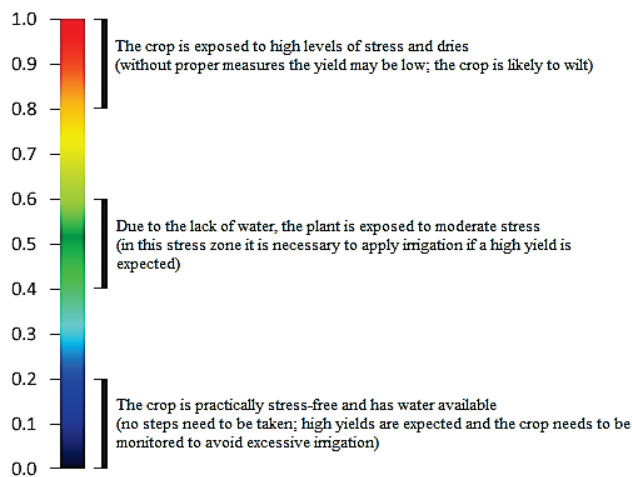 1.0
The crop is exposed to high levels of stress and dries
0.9
(without proper measures the yield may be low; the crop is likely to wilt)
0.8
0.7
0.6
Due to the lack of water, the plant is exposed to moderate stress
0.5
(in this stress zone it is necessary to apply irrigation if a high yield is
expected)
0.4
0.3
0.2
The crop is practically stress-free and has water available
0.1
(no steps need to be taken; high yields are expected and the crop needs to be
monitored to avoid excessive irrigation)
0.0